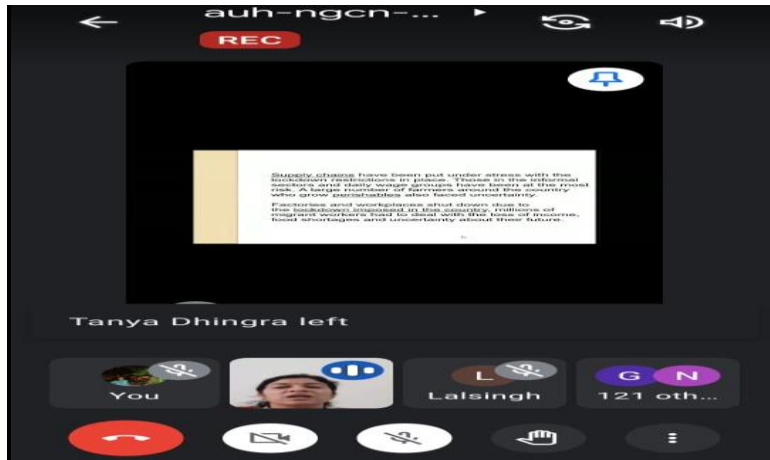 auh-ngcn-...
REC
Supply chains have been put under stress with the
lockdown restrictions in place. Those in the informal
sectors and daily wage groups have been at the most
risk. A large number of farmers around the country
who grow perishables also faced uncertainty.
Factories and workplaces shut down due to
the lockdown imposed in the country, millions of
migrant workers had to deal with the loss of income,
food shortages and uncertainty about their future.
Tanya Dhingra left
L G N
You Lalsingh 121 oth...